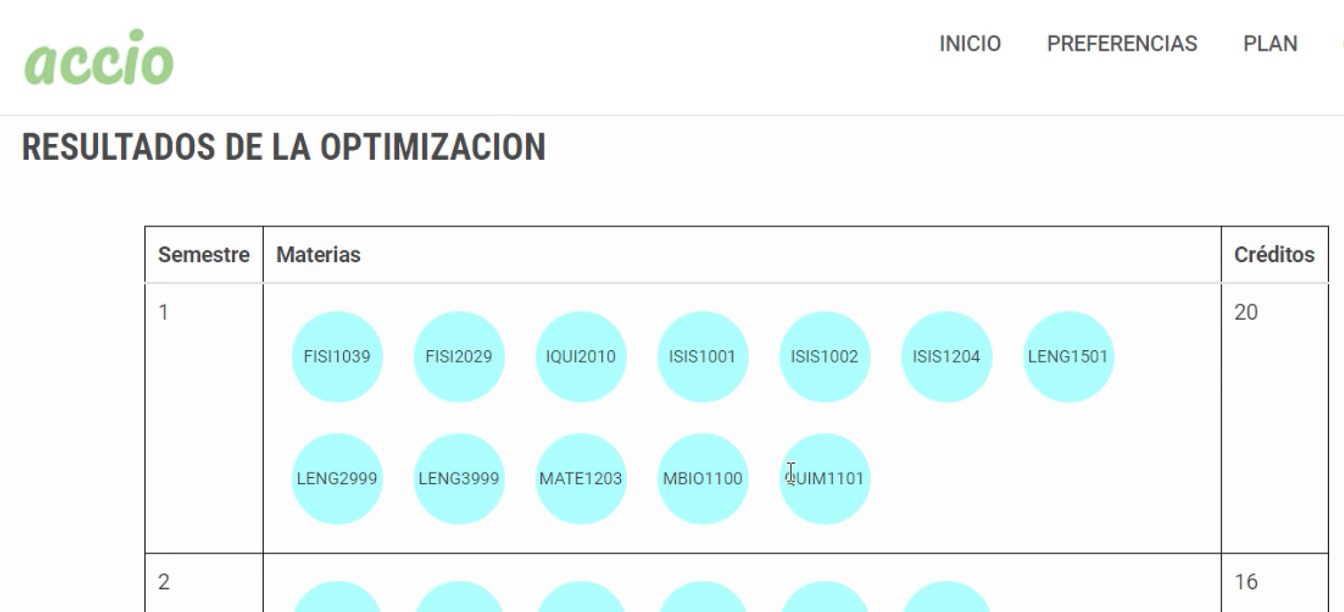 accio
INICIO PREFERENCIAS PLAN
RESULTADOS DE LA OPTIMIZACION
Semestre Materias Créditos
1 20
FISI1039 FISI2029 IQUI2010 ISIS1001 ISIS1002 ISIS1204 LENG1501
LENG2999 LENG3999 MATE1203 MBIO1100 QUIM1101
2 16